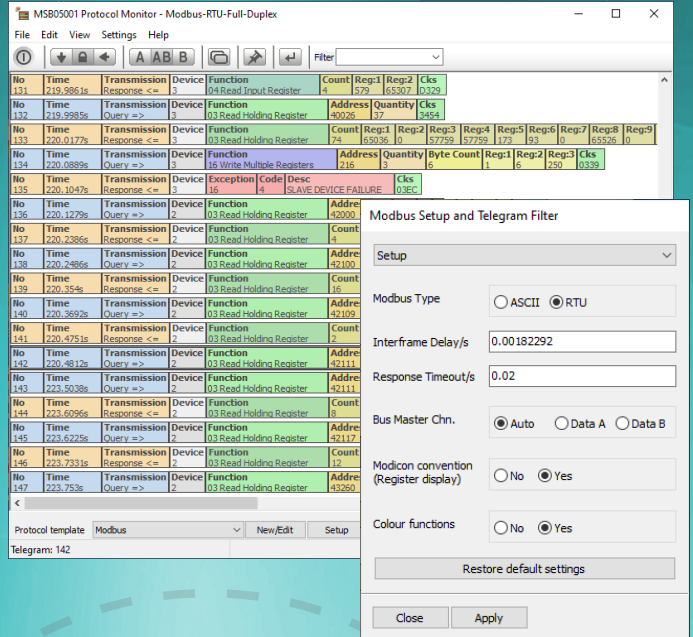 MSB05001 Protocol Monitor - Modbus-RTU-Full-Duplex
File Edit View Settings Help
A AB B Filter
No Time Transmission Device Function Count Reg:1 Reg:2 Cks
131 219.9861s Response <= 3 04 Read Input Register 4 579 65307 D329
No Time Transmission Device Function Address Quantity Cks
132 219.9985s Query => 3 03 Read Holding Register 40026 37 3454
No Time Transmission Device Function Count Reg:1 Reg:2 Reg:3 Reg:4 Reg:5 Reg:6 Reg:7 Reg:8 Reg:9
133 220.0177s Response <= 3 03 Read Holding Register 74 65036 0 57759 57759 173 93 0 65526 0
No Time Transmission Device Function Address Quantity Byte Count Reg:1 Reg:2 Reg:3 Cks
134 220.0889s Query => 3 16 Write Multiple Registers 216 3 6 1 6 250 0339
No Time Transmission Device Exception Code Desc Cks
135 220.1047s Response <= 3 16 4 SLAVE DEVICE FAILURE 03EC
No Time Transmission Device Function
136 220.1279s Query => 2 03 Read Holding Register 42000
No Time Transmission Device Function Count
137 220.2386s Response <= 2 03 Read Holding Register 4
No Time Transmission Device Function
138 220.2486s Query => 2 03 Read Holding Register 42100
No Time Transmission Device Function Count
139 220.354s Response <= 2 03 Read Holding Register 16
No Time Transmission Device Function
140 220.3692s Query => 2 03 Read Holding Register 42109
No Time Transmission Device Function Count
141 220.4751s Response <= 2 03 Read Holding Register 2
No Time Transmission Device Function
142 220.4812s Query => 2 03 Read Holding Register 42111
No Time Transmission Device Function
143 223.5038s Query => 2 03 Read Holding Register 42111
No Time Transmission Device Function Count
144 223.6096s Response <= 2 03 Read Holding Register 8
No Time Transmission Device Function
145 223.6225s Query => 2 03 Read Holding Register 42117
No Time Transmission Device Function Count
146 223.7331s Response <= 2 03 Read Holding Register 12
No Time Transmission Device Function
147 223.753s Query => 2 03 Read Holding Register 43260
Protocol template Modbus New/Edit Setup
Telegram: 142
Modbus Setup and Telegram Filter
Setup
Modbus Type ASCII RTU
Interframe Delay/s 0.00182292
Response Timeout/s 0.02
Bus Master Chn. Auto Data A Data B
Modicon convention
(Register display) No Yes
Colour functions No Yes
Restore default settings
Close Apply